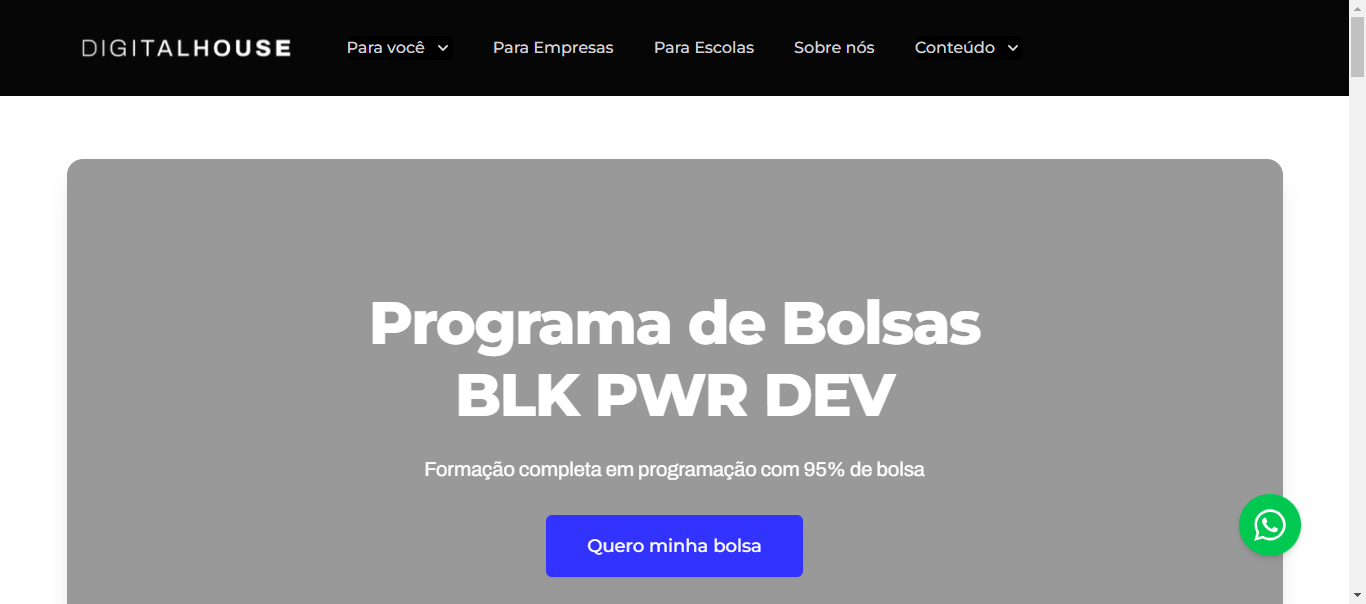 DIGITALHOUSE Para você Para Empresas Para Escolas Sobre nós Conteúdo
Programa de Bolsas
BLK PWR DEV
Formação completa em programação com 95% de bolsa
Quero minha bolsa